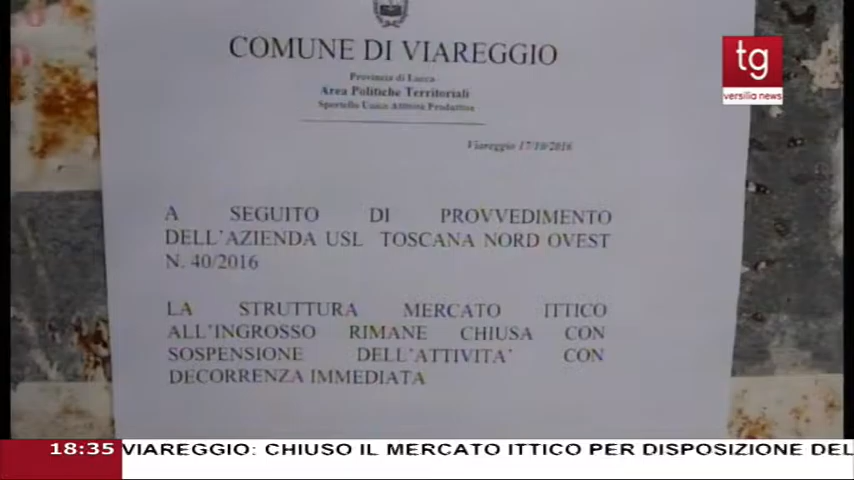 COMUNE DI VIAREGGIO
Provincia di Lucca
Area Politiche Territoriali
Sportello Unico Attività Produttive
Viareggio 17/10/2016
A SEGUITO DI PROVVEDIMENTO
DELL'AZIENDA USL TOSCANA NORD OVEST
N. 40/2016
LA STRUTTURA MERCATO ITTICO
ALL'INGROSSO RIMANE CHIUSA CON
SOSPENSIONE DELL'ATTIVITA' CON
DECORRENZA IMMEDIATA
tg
versilia news
18:35 VIAREGGIO: CHIUSO IL MERCATO ITTICO PER DISPOSIZIONE DEL